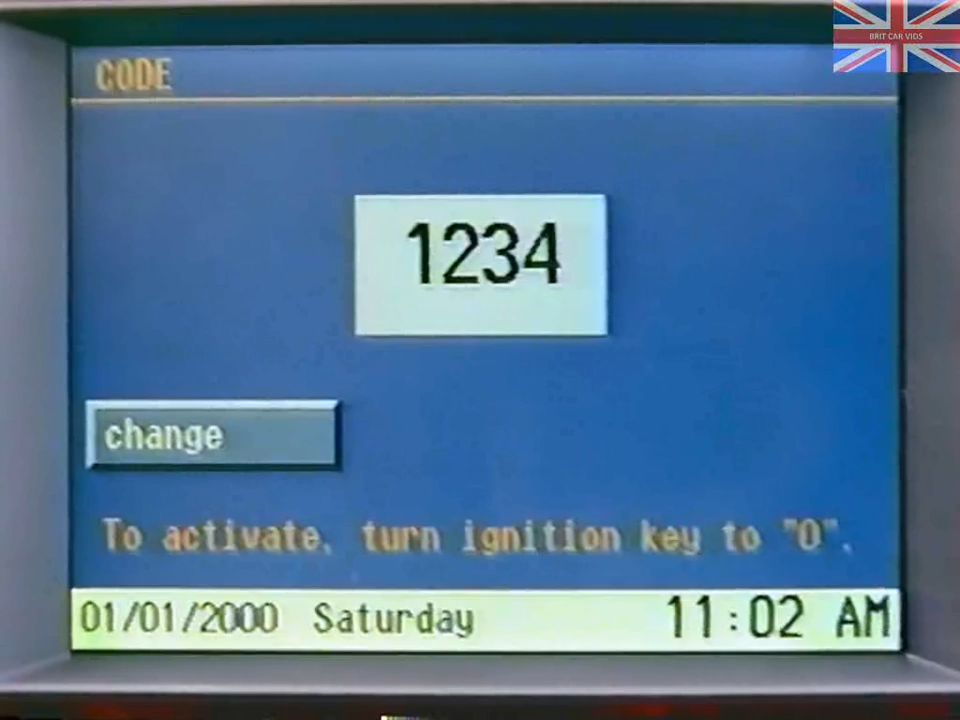 BRIT CAR VIDS
CODE
1234
change
To activate, turn ignition key to "0".
01/01/2000 Saturday 11:02 AM